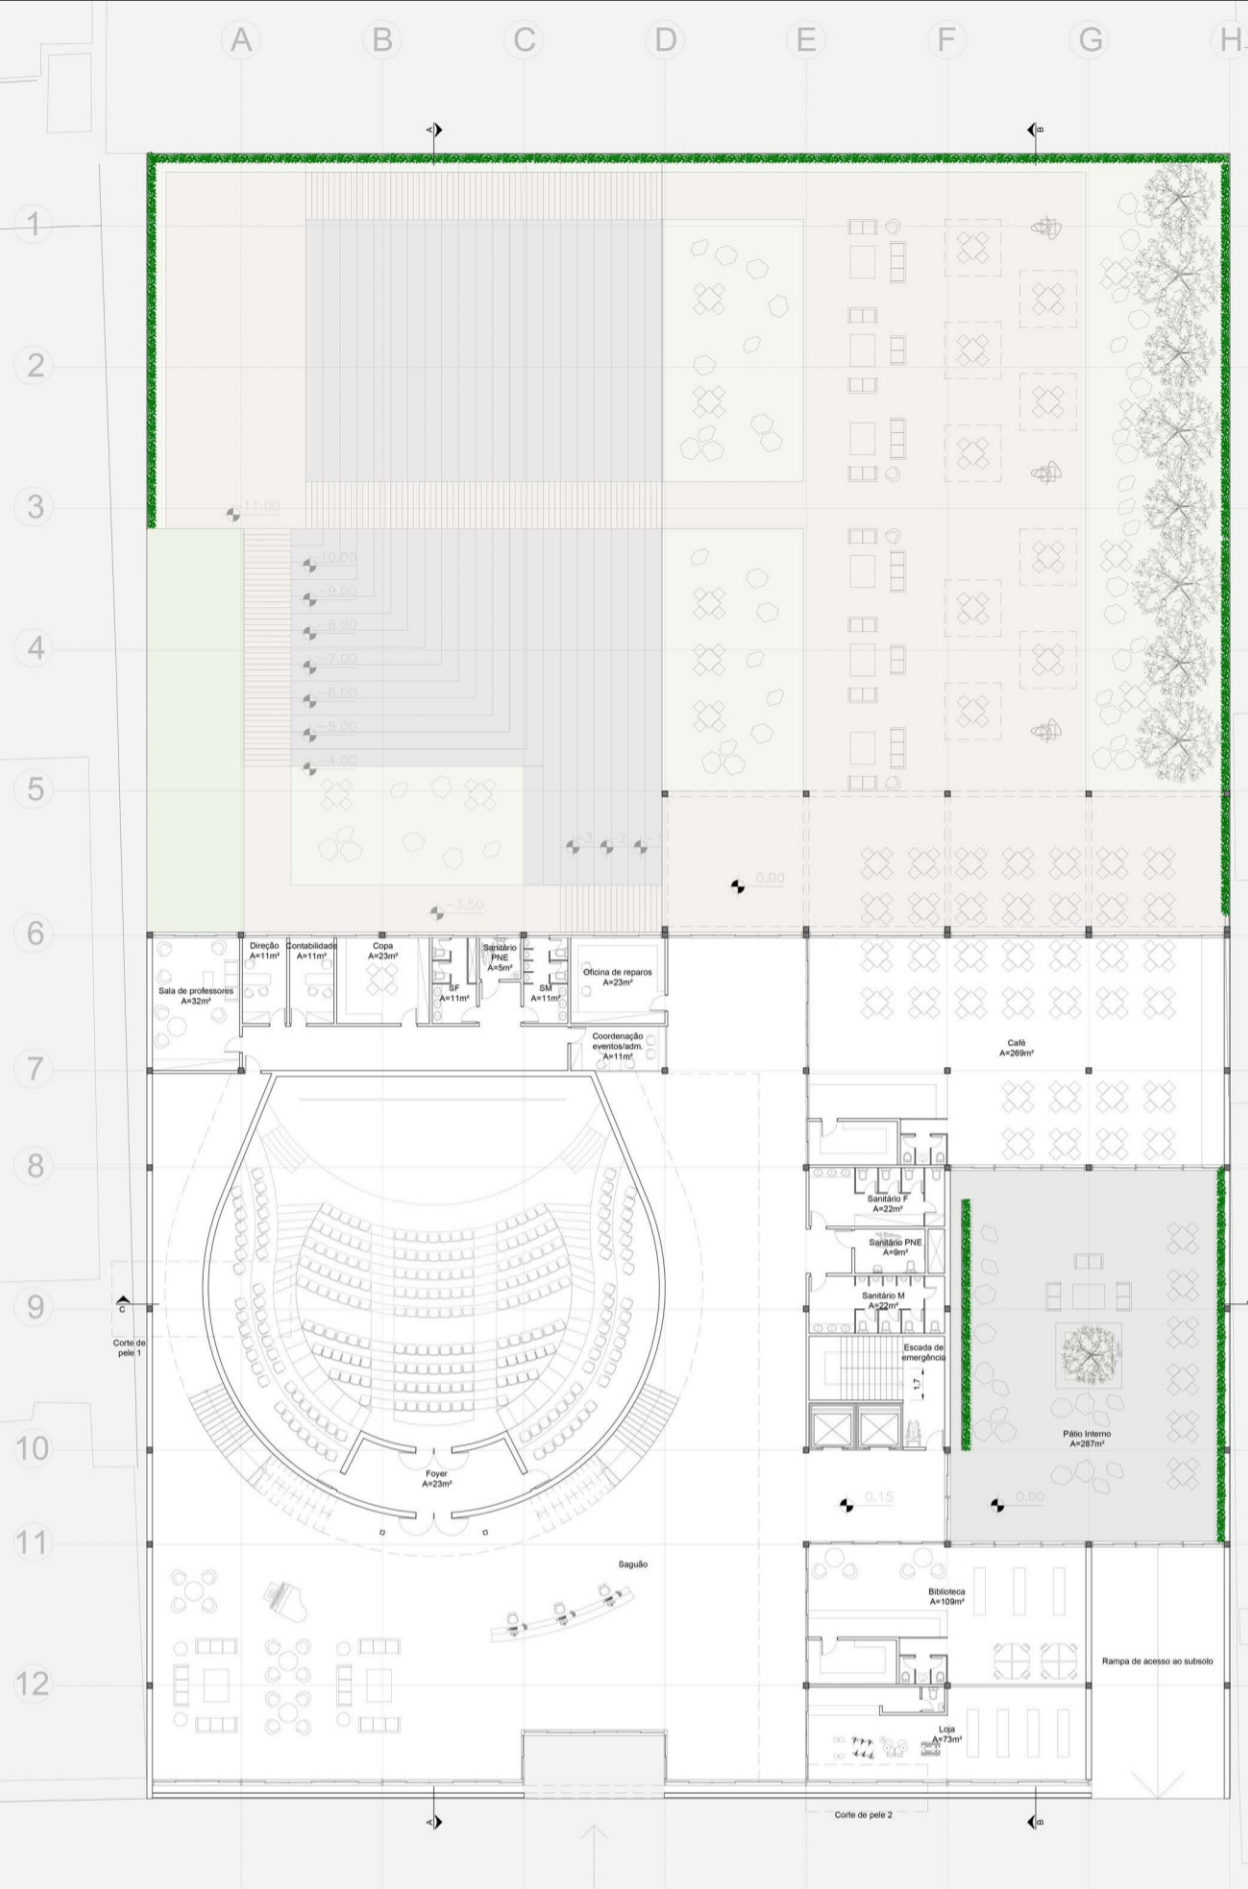 A B C D E F G H
A
B
1
2
3
11.00
-10.00
-9.00
4
-8.00
-7.00
-6.00
-5.00
5
-4.00
-3
-2
-1
0.00
-3.50
6
Direção
A=11m²
Contabilidade
A=11m²
Copa
A=23m²
Sanitário
PNE
A=5m²
Sala de professores
A=32m²
SF
A=11m²
SM
A=11m²
Oficina de reparos
A=23m²
Coordenação
eventos/adm.
A=11m²
Café
A=269m²
7
8
Sanitário F
A=22m²
Sanitário PNE
A=9m²
9
C
Sanitário M
A=22m²
Corte de
pele 1
Escada de
emergência
1,7
10
Pátio Interno
A=287m²
Foyer
A=23m²
0.15
0.00
11
Saguão
Biblioteca
A=109m²
Rampa de acesso ao subsolo
12
Loja
A=73m²
Corte de pele 2
A
B